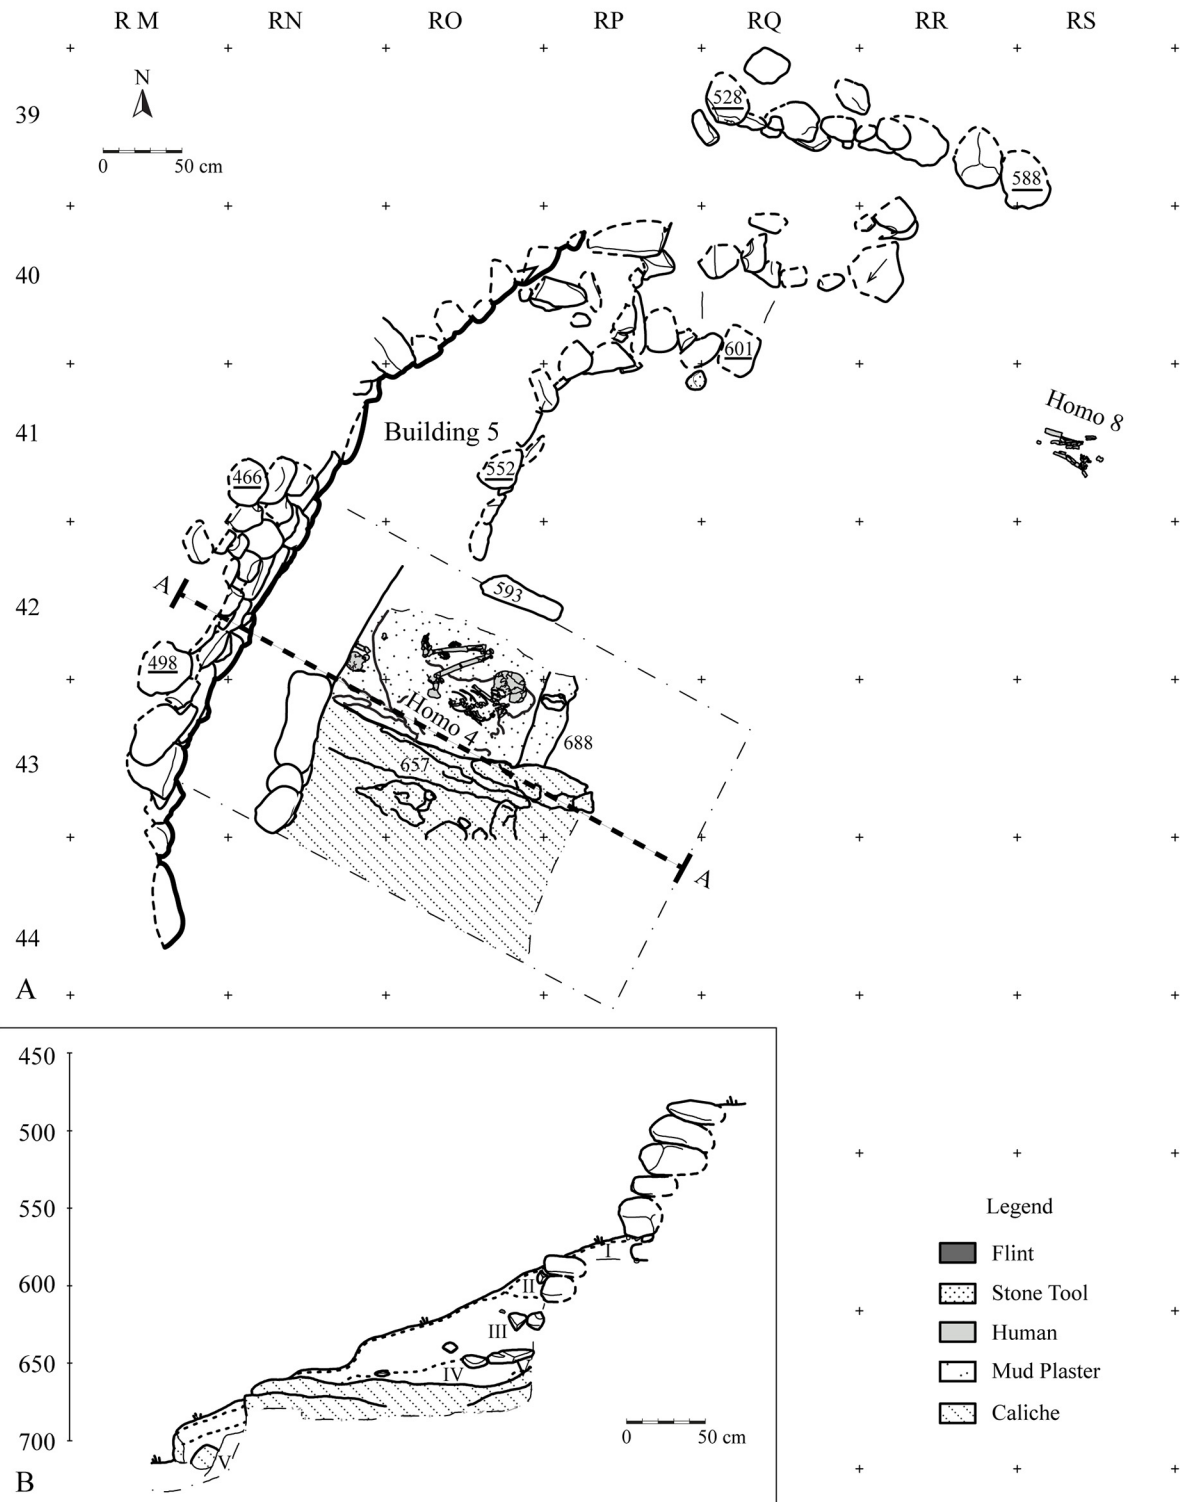 R M RN RO RP RQ RR RS
N
39
0 50 cm
528
588
40
601
41
Building 5
Homo 8
466
552
A
42
593
498
Homo 4
688
43
657
A
44
A
450
500
550
I
600
II
III
650
IV
V
700
V
0 50 cm
B
Legend
Flint
Stone Tool
Human
Mud Plaster
Caliche